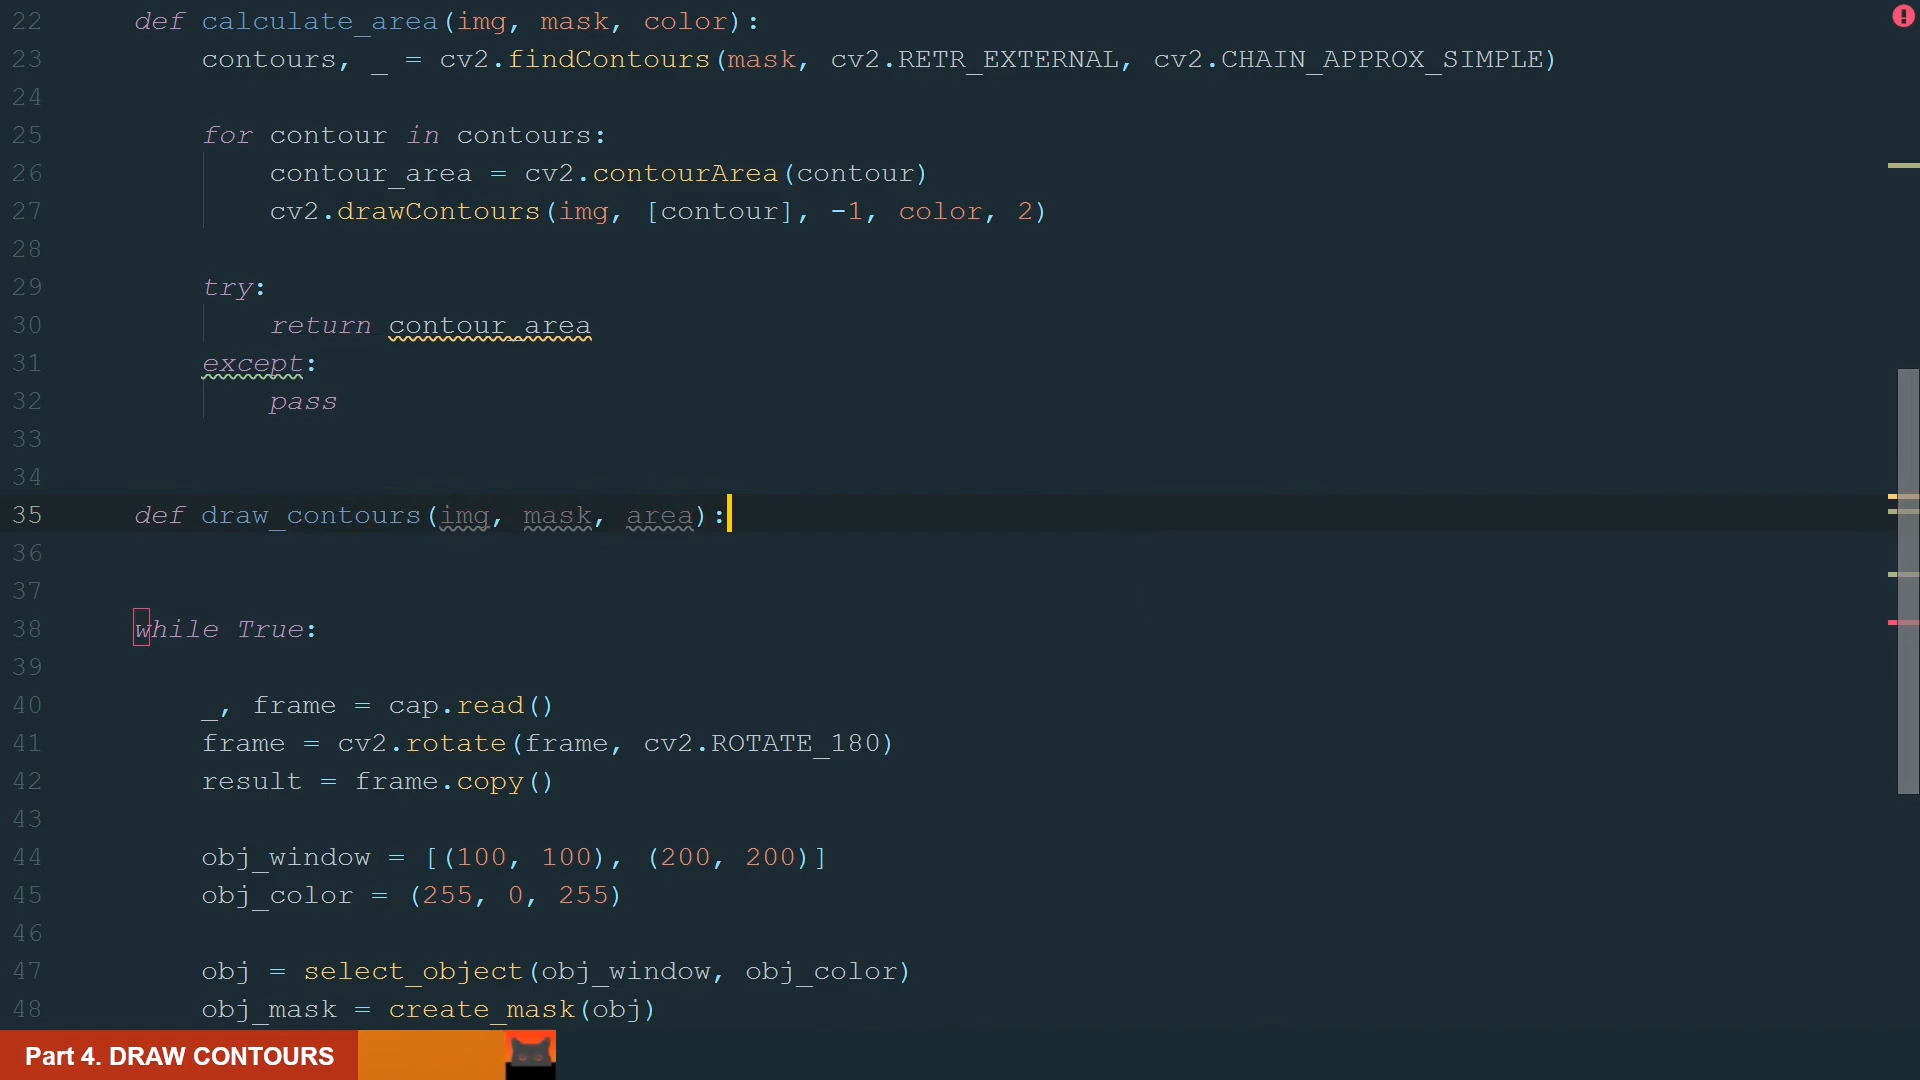 22 def calculate_area(img, mask, color):
23 contours, _ = cv2.findContours(mask, cv2.RETR_EXTERNAL, cv2.CHAIN_APPROX_SIMPLE)
24
25 for contour in contours:
26 contour_area = cv2.contourArea(contour)
27 cv2.drawContours(img, [contour], -1, color, 2)
28
29 try:
30 return contour_area
31 except:
32 pass
33
34
35 def draw_contours(img, mask, area):
36
37
38 while True:
39
40 _, frame = cap.read()
41 frame = cv2.rotate(frame, cv2.ROTATE_180)
42 result = frame.copy()
43
44 obj_window = [(100, 100), (200, 200)]
45 obj_color = (255, 0, 255)
46
47 obj = select_object(obj_window, obj_color)
48 obj_mask = create_mask(obj)
Part 4. DRAW CONTOURS